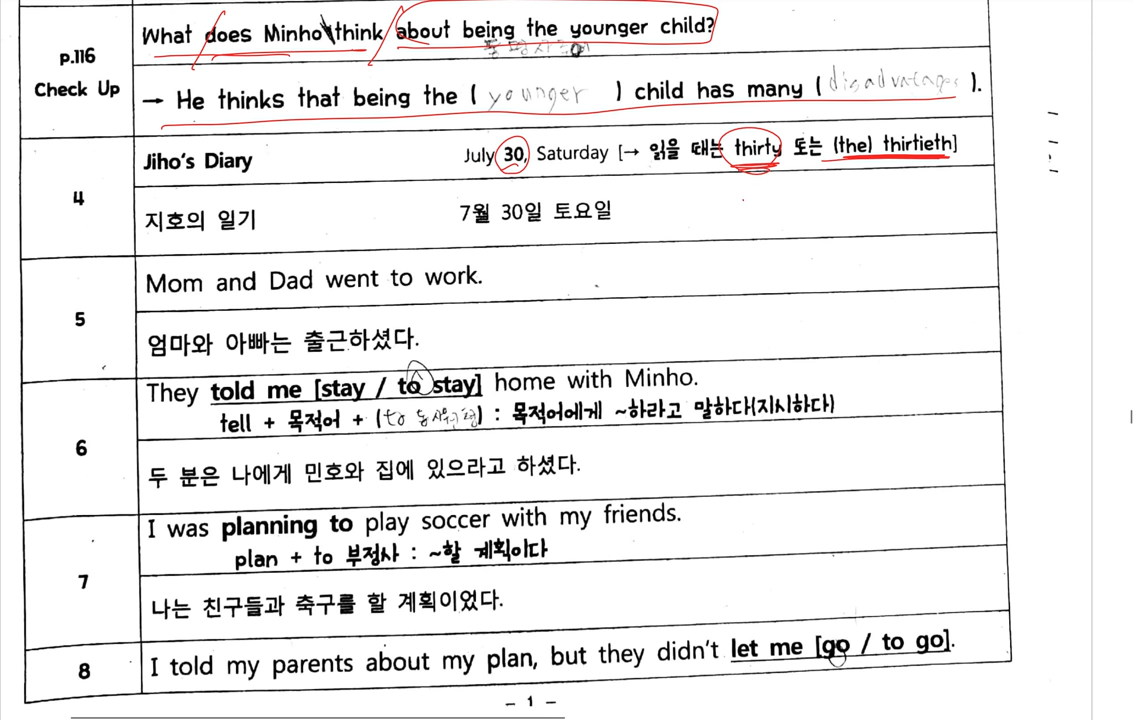 What does Minho think about being the younger child?
동명사
p.116
Check Up
→ He thinks that being the ( younger ) child has many ( disadvatages ).
4
Jiho's Diary July 30, Saturday [→ 읽을 때는 thirty 또는 (the) thirtieth]
지호의 일기 7월 30일 토요일
5
Mom and Dad went to work.
엄마와 아빠는 출근하셨다.
6
They told me [stay / to stay] home with Minho.
tell + 목적어 + (to 동사원형) : 목적어에게 ~하라고 말하다(지시하다)
두 분은 나에게 민호와 집에 있으라고 하셨다.
7
I was planning to play soccer with my friends.
plan + to 부정사 : ~할 계획이다
나는 친구들과 축구를 할 계획이었다.
8
I told my parents about my plan, but they didn't let me [go / to go].
- 1 -